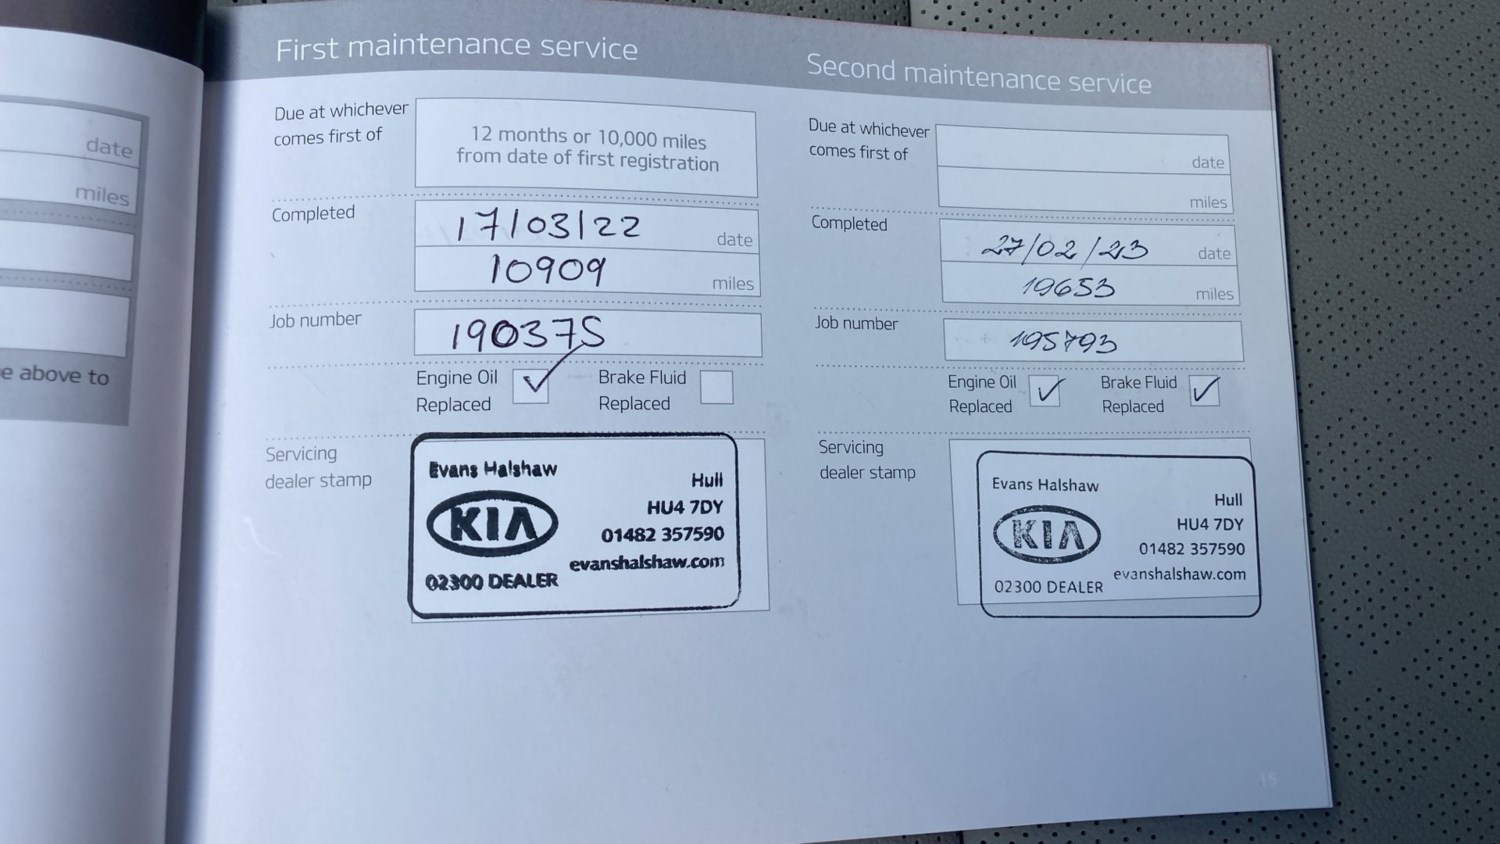 date
miles
e above to
First maintenance service
Due at whichever
comes first of
12 months or 10,000 miles
from date of first registration
Completed
17/03/22 date
10909 miles
Job number
190375
Engine Oil
Replaced
Brake Fluid
Replaced
Servicing
dealer stamp
Evans Halshaw
KIA
02300 DEALER
Hull
HU4 7DY
01482 357590
evanshalshaw.com
Second maintenance service
Due at whichever
comes first of
date
miles
Completed
27/02/23 date
19653 miles
Job number
195793
Engine Oil
Replaced
Brake Fluid
Replaced
Servicing
dealer stamp
Evans Halshaw
KIA
02300 DEALER
Hull
HU4 7DY
01482 357590
evanshalshaw.com
15